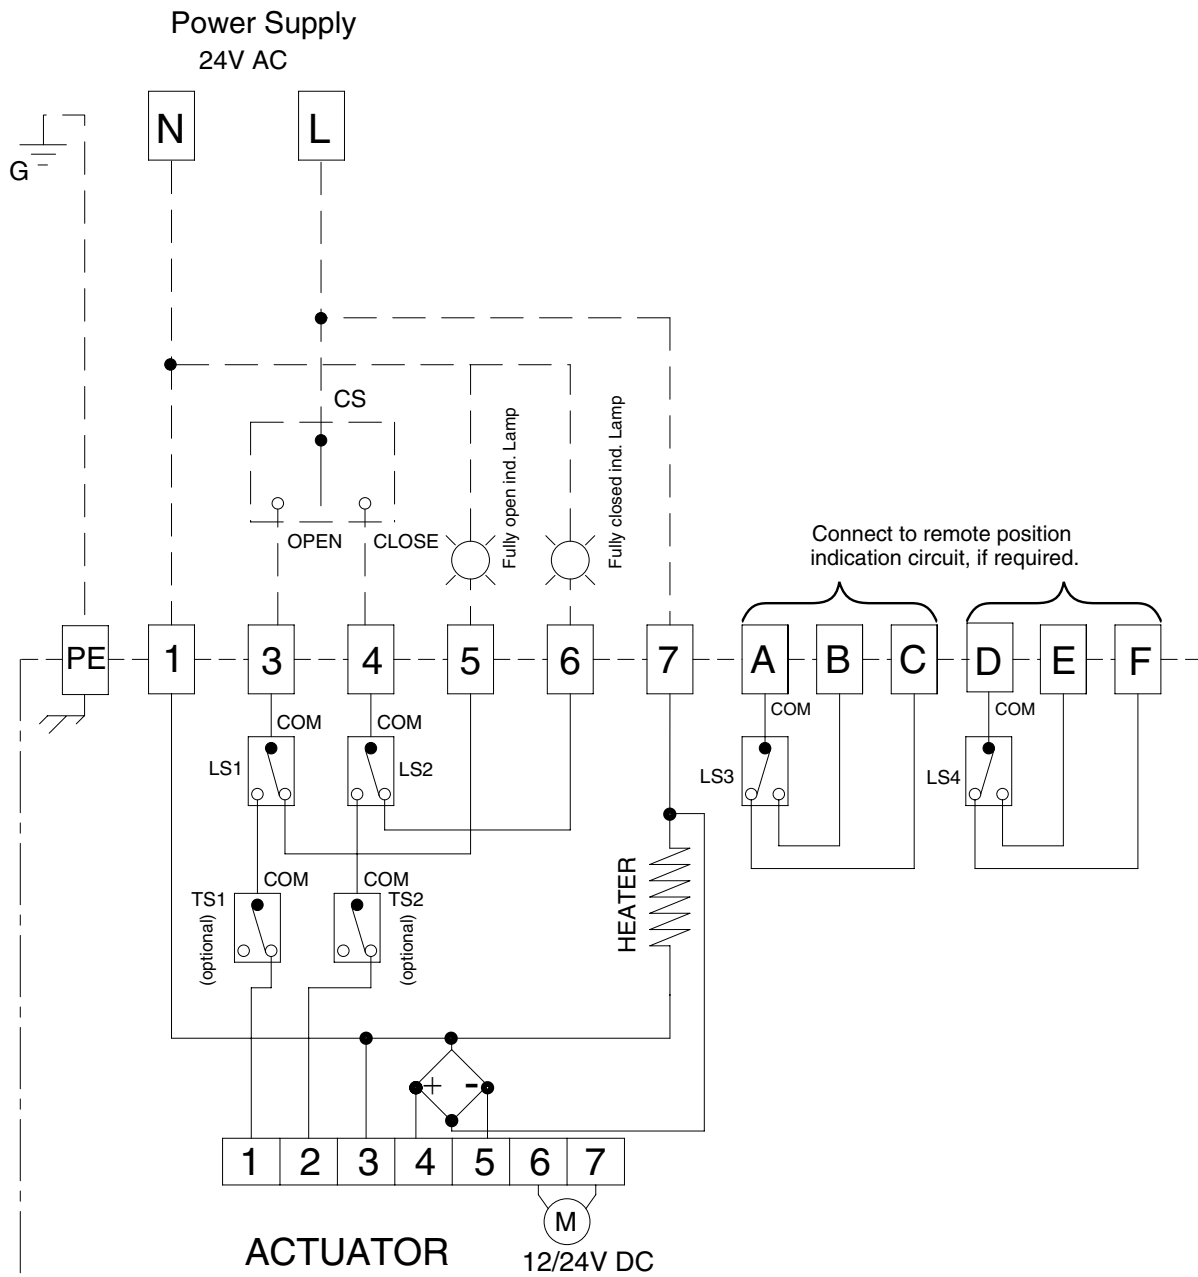 Power Supply
24V AC
N
L
G
CS
OPEN
CLOSE
Fully open ind. Lamp
Fully closed ind. Lamp
Connect to remote position
indication circuit, if required.
PE
1
3
4
5
6
7
A
B
C
D
E
F
COM
COM
COM
COM
LS1
LS2
LS3
LS4
COM
COM
TS1
TS2
(optional)
(optional)
HEATER
+
-
1
2
3
4
5
6
7
M
ACTUATOR
12/24V DC